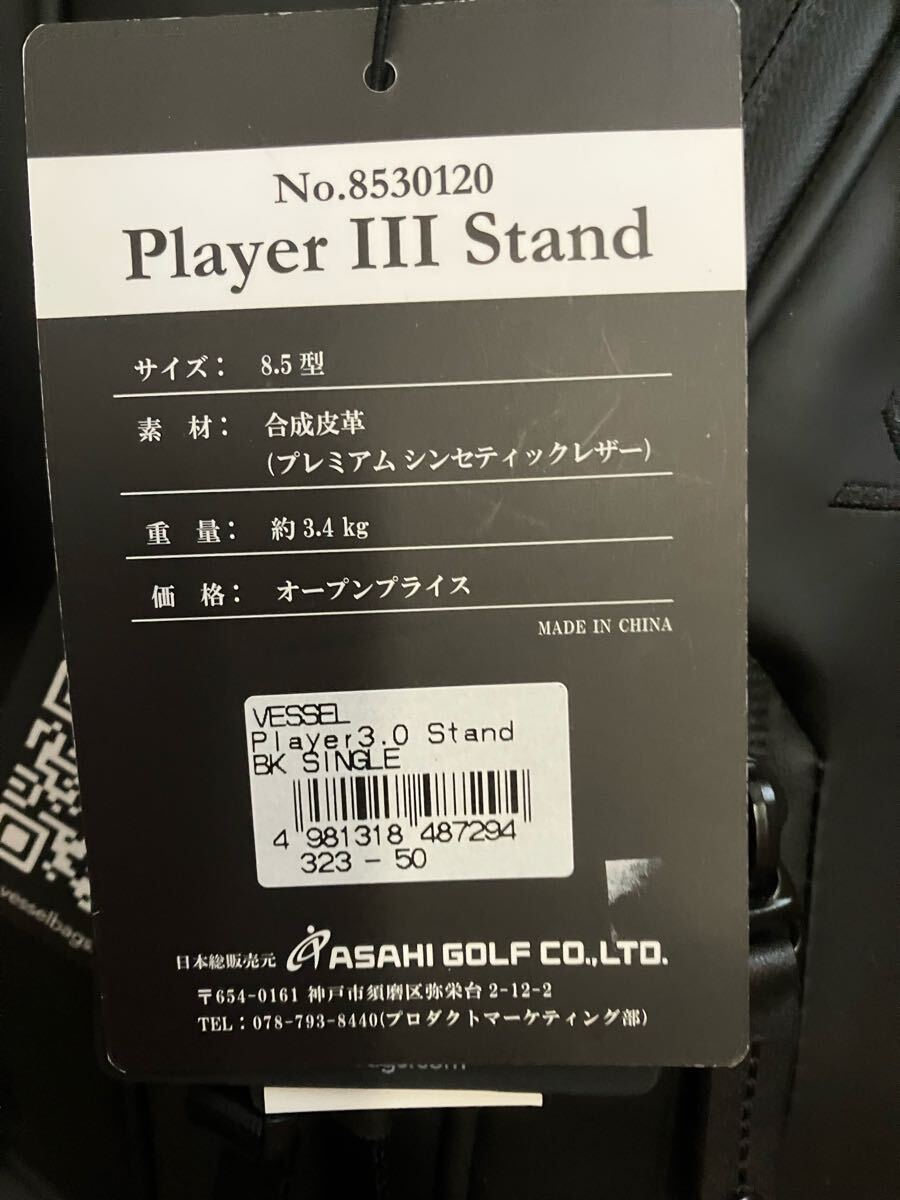 No.8530120
Player III Stand
サイズ： 8.5型
素 材： 合成皮革
(プレミアム シンセティックレザー)
重 量： 約3.4 kg
価 格： オープンプライス
MADE IN CHINA
VESSEL
Player3.0 Stand
BK SINGLE
4 981318 487294
323 - 50
vesselbags
日本総販売元 ASAHI GOLF CO.,LTD.
〒654-0161 神戸市須磨区弥栄台 2-12-2
TEL：078-793-8440(プロダクトマーケティング部)